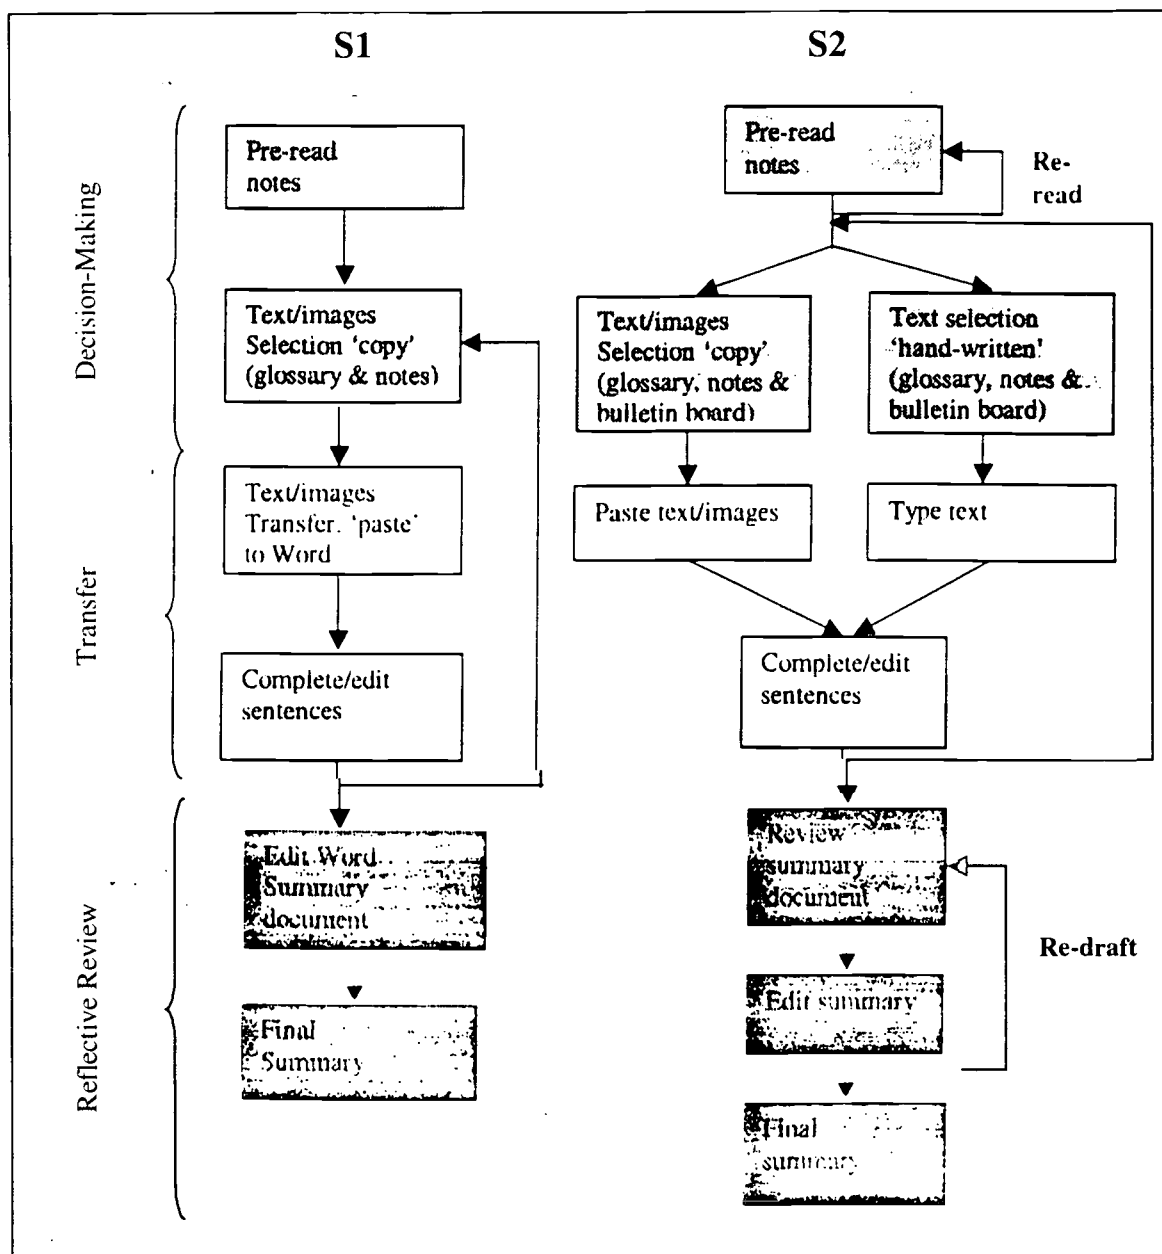 S1
S2
Decision-Making
Transfer
Reflective Review
Pre-read
notes
Text/images
Selection ‘copy’
(glossary & notes)
Text/images
Transfer. ‘paste’
to Word
Complete/edit
sentences
Edit Word
Summary
document
Final
Summary
Pre-read
notes
Re-
read
Text/images
Selection ‘copy’
(glossary, notes &
bulletin board)
Text selection
‘hand-written’
(glossary, notes &
bulletin board)
Paste text/images
Type text
Complete/edit
sentences
Review
summary
document
Re-draft
Edit summary
Final
summary